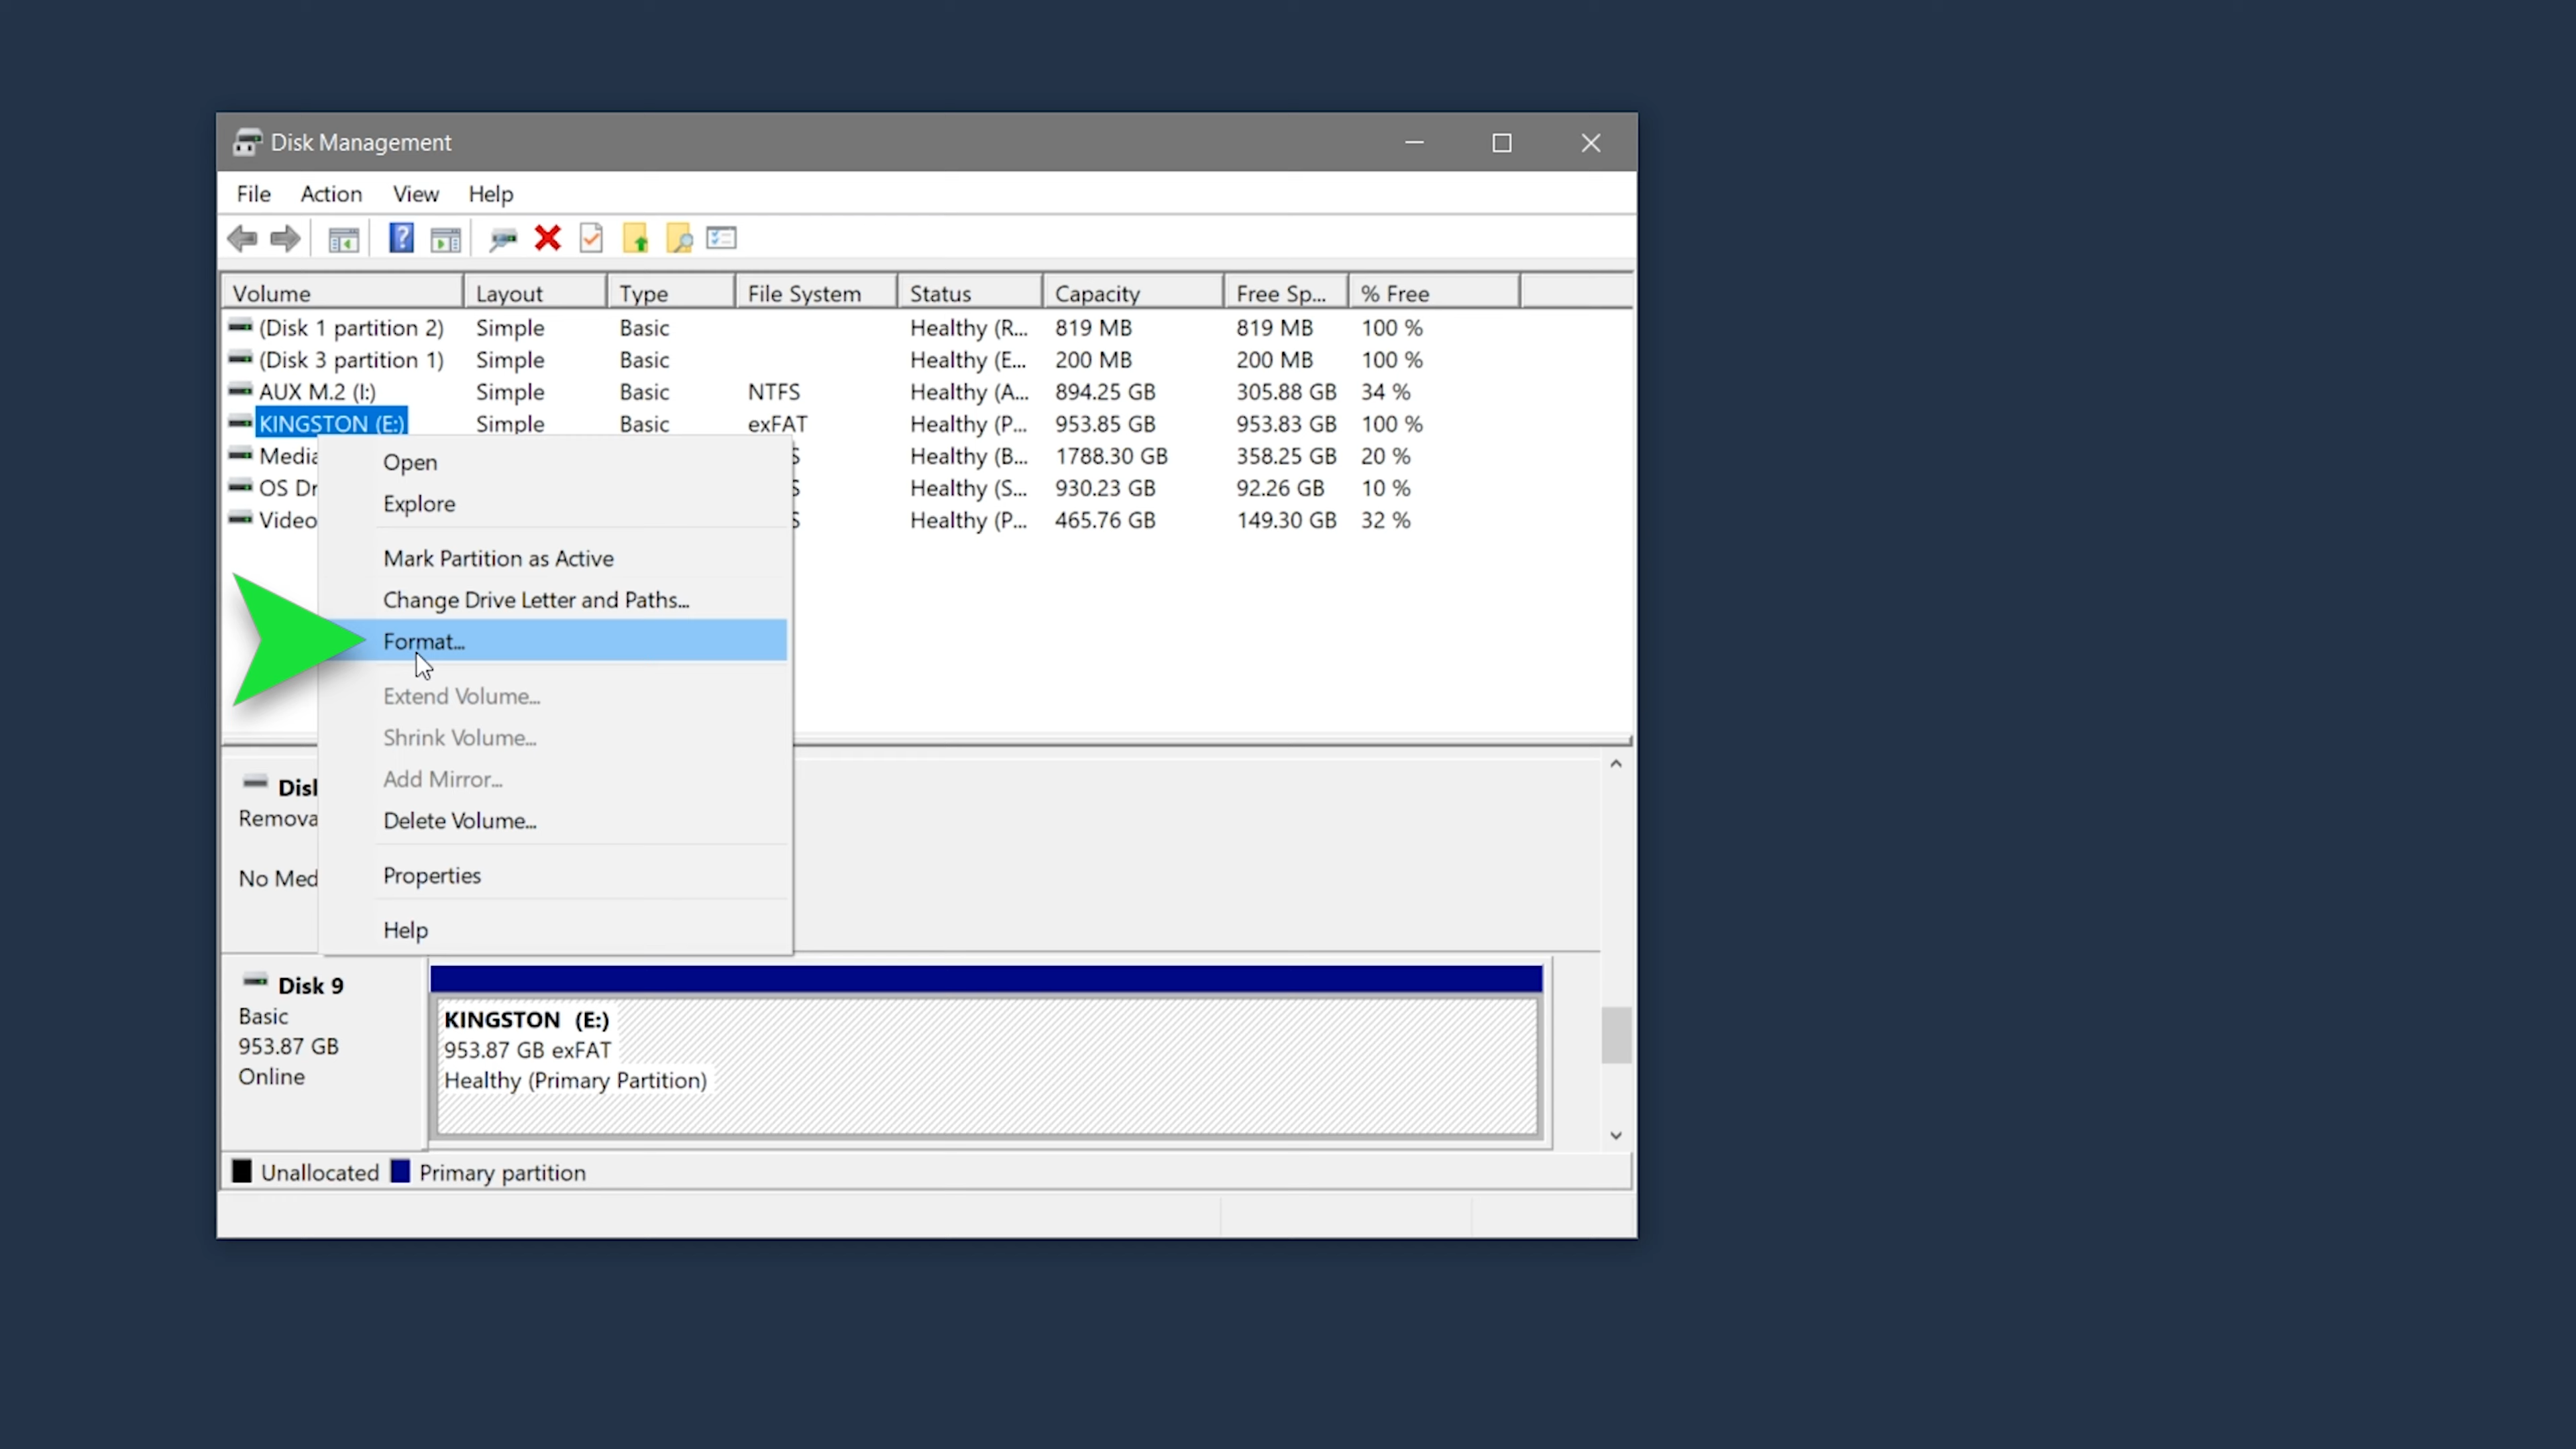 Disk Management
File Action View Help
Volume Layout Type File System Status Capacity Free Sp... % Free
(Disk 1 partition 2) Simple Basic Healthy (R... 819 MB 819 MB 100 %
(Disk 3 partition 1) Simple Basic Healthy (E... 200 MB 200 MB 100 %
AUX M.2 (I:) Simple Basic NTFS Healthy (A... 894.25 GB 305.88 GB 34 %
KINGSTON (E:) Simple Basic exFAT Healthy (P... 953.85 GB 953.83 GB 100 %
Media S Healthy (B... 1788.30 GB 358.25 GB 20 %
OS Dr S Healthy (S... 930.23 GB 92.26 GB 10 %
Video S Healthy (P... 465.76 GB 149.30 GB 32 %
Open
Explore
Mark Partition as Active
Change Drive Letter and Paths...
Format...
Extend Volume...
Shrink Volume...
Add Mirror...
Delete Volume...
Properties
Help
Disk
Remova
No Med
Disk 9
Basic
953.87 GB
Online
KINGSTON (E:)
953.87 GB exFAT
Healthy (Primary Partition)
Unallocated Primary partition